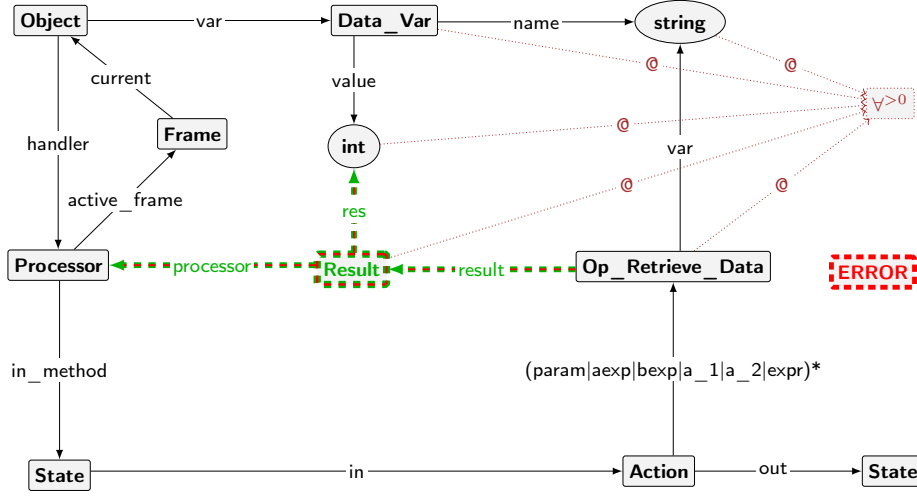 Object
var
Data_Var
name
string
@
@
current
value
∀>0
Frame
@
handler
int
var
active_frame
@
@
res
Processor
processor
Result
result
Op_Retrieve_Data
ERROR
in_method
(param|aexp|bexp|a_1|a_2|expr)*
State
in
Action
out
State